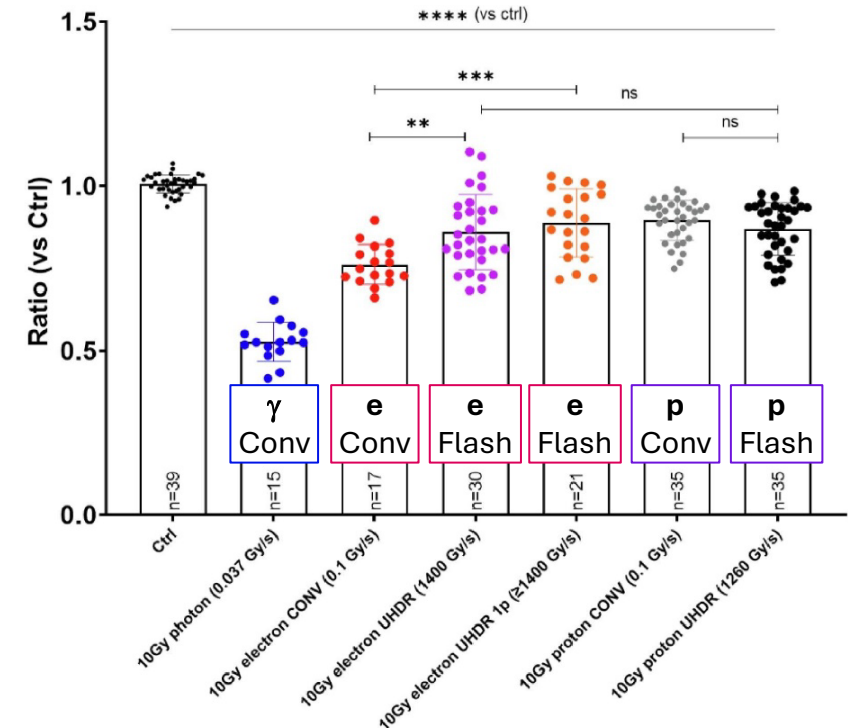 1.5
**** (vs ctrl)
***
ns
**
ns
1.0
Ratio (vs Ctrl)
0.5
γ
Conv
e
Conv
e
Flash
e
Flash
p
Conv
p
Flash
n=39
n=15
n=17
n=30
n=21
n=35
n=35
0.0
Ctrl
10Gy photon (0.037 Gy/s)
10Gy electron CONV (0.1 Gy/s)
10Gy electron UHDR (1400 Gy/s)
10Gy electron UHDR 1p (≥1400 Gy/s)
10Gy proton CONV (0.1 Gy/s)
10Gy proton UHDR (1260 Gy/s)